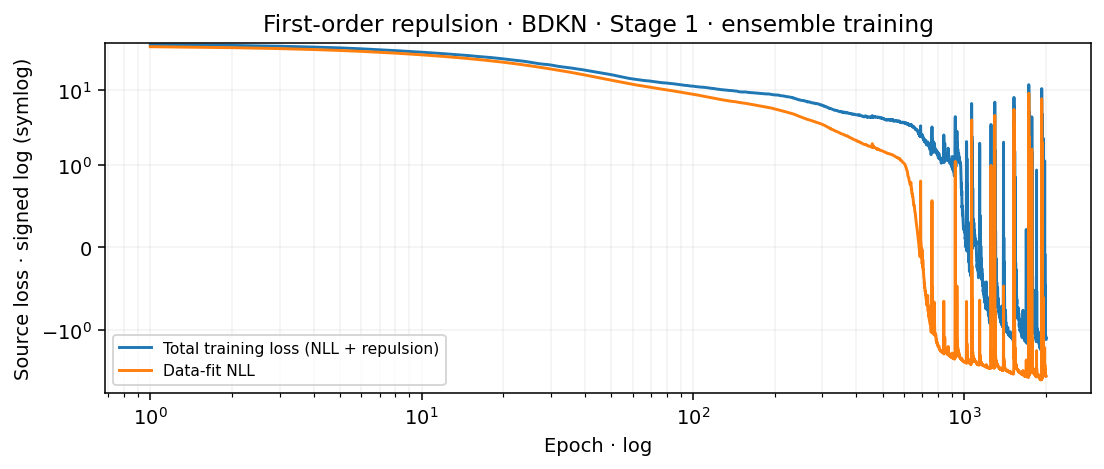 First-order repulsion · BDKN · Stage 1 · ensemble training
Source loss · signed log (symlog)
10¹
10⁰
0
−10⁰
Total training loss (NLL + repulsion)
Data-fit NLL
10⁰ 10¹ 10² 10³
Epoch · log